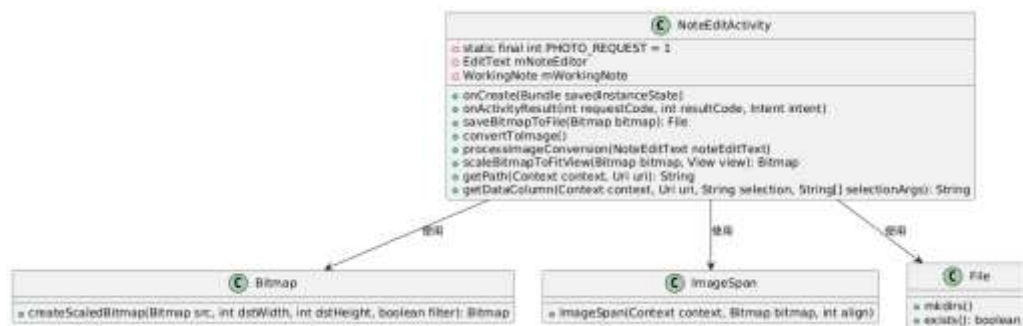 C NoteEditActivity
static final int PHOTO_REQUEST = 1
EditText mNoteEditor
WorkingNote mWorkingNote
onCreate(Bundle savedInstanceState)
onActivityResult(int requestCode, int resultCode, Intent intent)
saveBitmapToFile(Bitmap bitmap): File
convertToImage()
processImageConversion(NoteEditText noteEditText)
scaleBitmapToFitView(Bitmap bitmap, View view): Bitmap
getPath(Context context, Uri uri): String
getDataColumn(Context context, Uri uri, String selection, String[] selectionArgs): String
使用
使用
使用
C Bitmap
createScaledBitmap(Bitmap src, int dstWidth, int dstHeight, boolean filter): Bitmap
C ImageSpan
ImageSpan(Context context, Bitmap bitmap, int align)
C File
mkdirs()
exists(): boolean